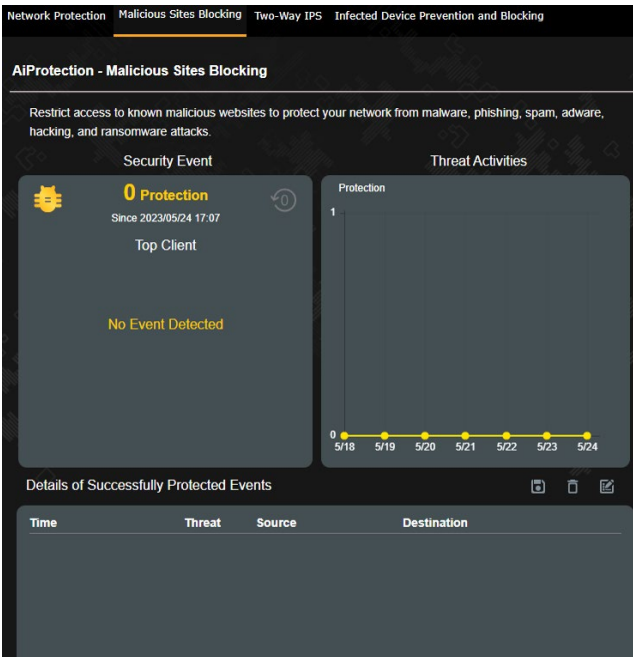 Network Protection Malicious Sites Blocking Two-Way IPS Infected Device Prevention and Blocking
AiProtection - Malicious Sites Blocking
Restrict access to known malicious websites to protect your network from malware, phishing, spam, adware,
hacking, and ransomware attacks.
Security Event
0 Protection
0
Since 2023/05/24 17:07
Top Client
No Event Detected
Threat Activities
Protection
1
0
5/18 5/19 5/20 5/21 5/22 5/23 5/24
Details of Successfully Protected Events
Time Threat Source Destination